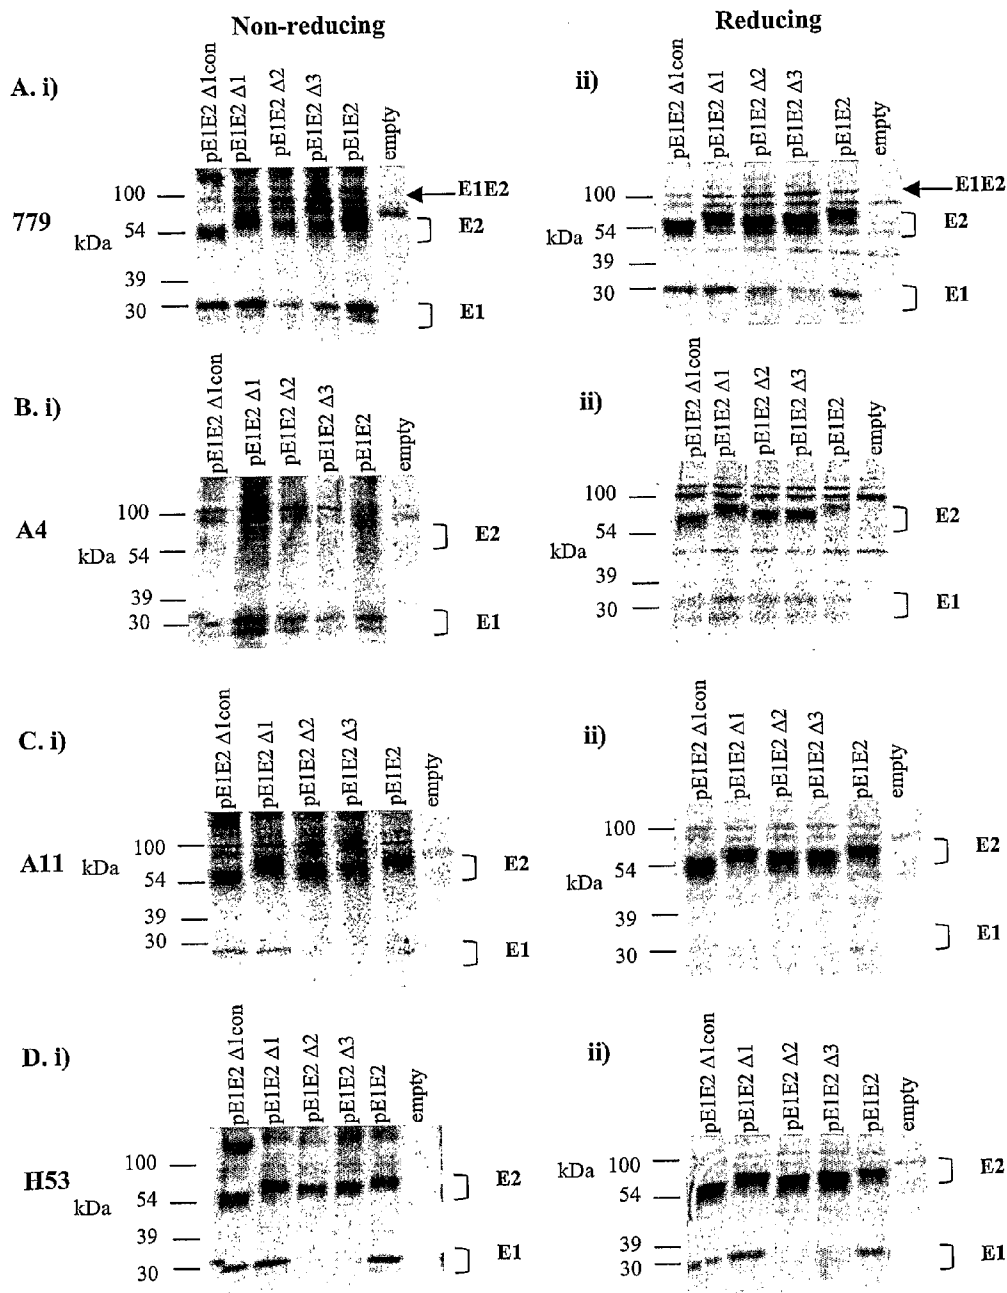 Non-reducing
Reducing
A. i)
pE1E2 Δ1con
pE1E2 Δ1
pE1E2 Δ2
pE1E2 Δ3
pE1E2
empty
ii)
pE1E2 Δ1con
pE1E2 Δ1
pE1E2 Δ2
pE1E2 Δ3
pE1E2
empty
779
100
54
kDa
39
30
E1E2
E2
E1
100
54
kDa
39
30
E1E2
E2
E1
B. i)
pE1E2 Δ1con
pE1E2 Δ1
pE1E2 Δ2
pE1E2 Δ3
pE1E2
empty
ii)
pE1E2 Δ1con
pE1E2 Δ1
pE1E2 Δ2
pE1E2 Δ3
pE1E2
empty
A4
100
54
kDa
39
30
E2
E1
100
54
kDa
39
30
E2
E1
C. i)
pE1E2 Δ1con
pE1E2 Δ1
pE1E2 Δ2
pE1E2 Δ3
pE1E2
empty
ii)
pE1E2 Δ1con
pE1E2 Δ1
pE1E2 Δ2
pE1E2 Δ3
pE1E2
empty
A11
100
kDa
54
39
30
E2
E1
100
54
kDa
39
30
E2
E1
D. i)
pE1E2 Δ1con
pE1E2 Δ1
pE1E2 Δ2
pE1E2 Δ3
pE1E2
empty
ii)
pE1E2 Δ1con
pE1E2 Δ1
pE1E2 Δ2
pE1E2 Δ3
pE1E2
empty
H53
100
kDa
54
39
30
E2
E1
kDa
100
54
39
30
E2
E1